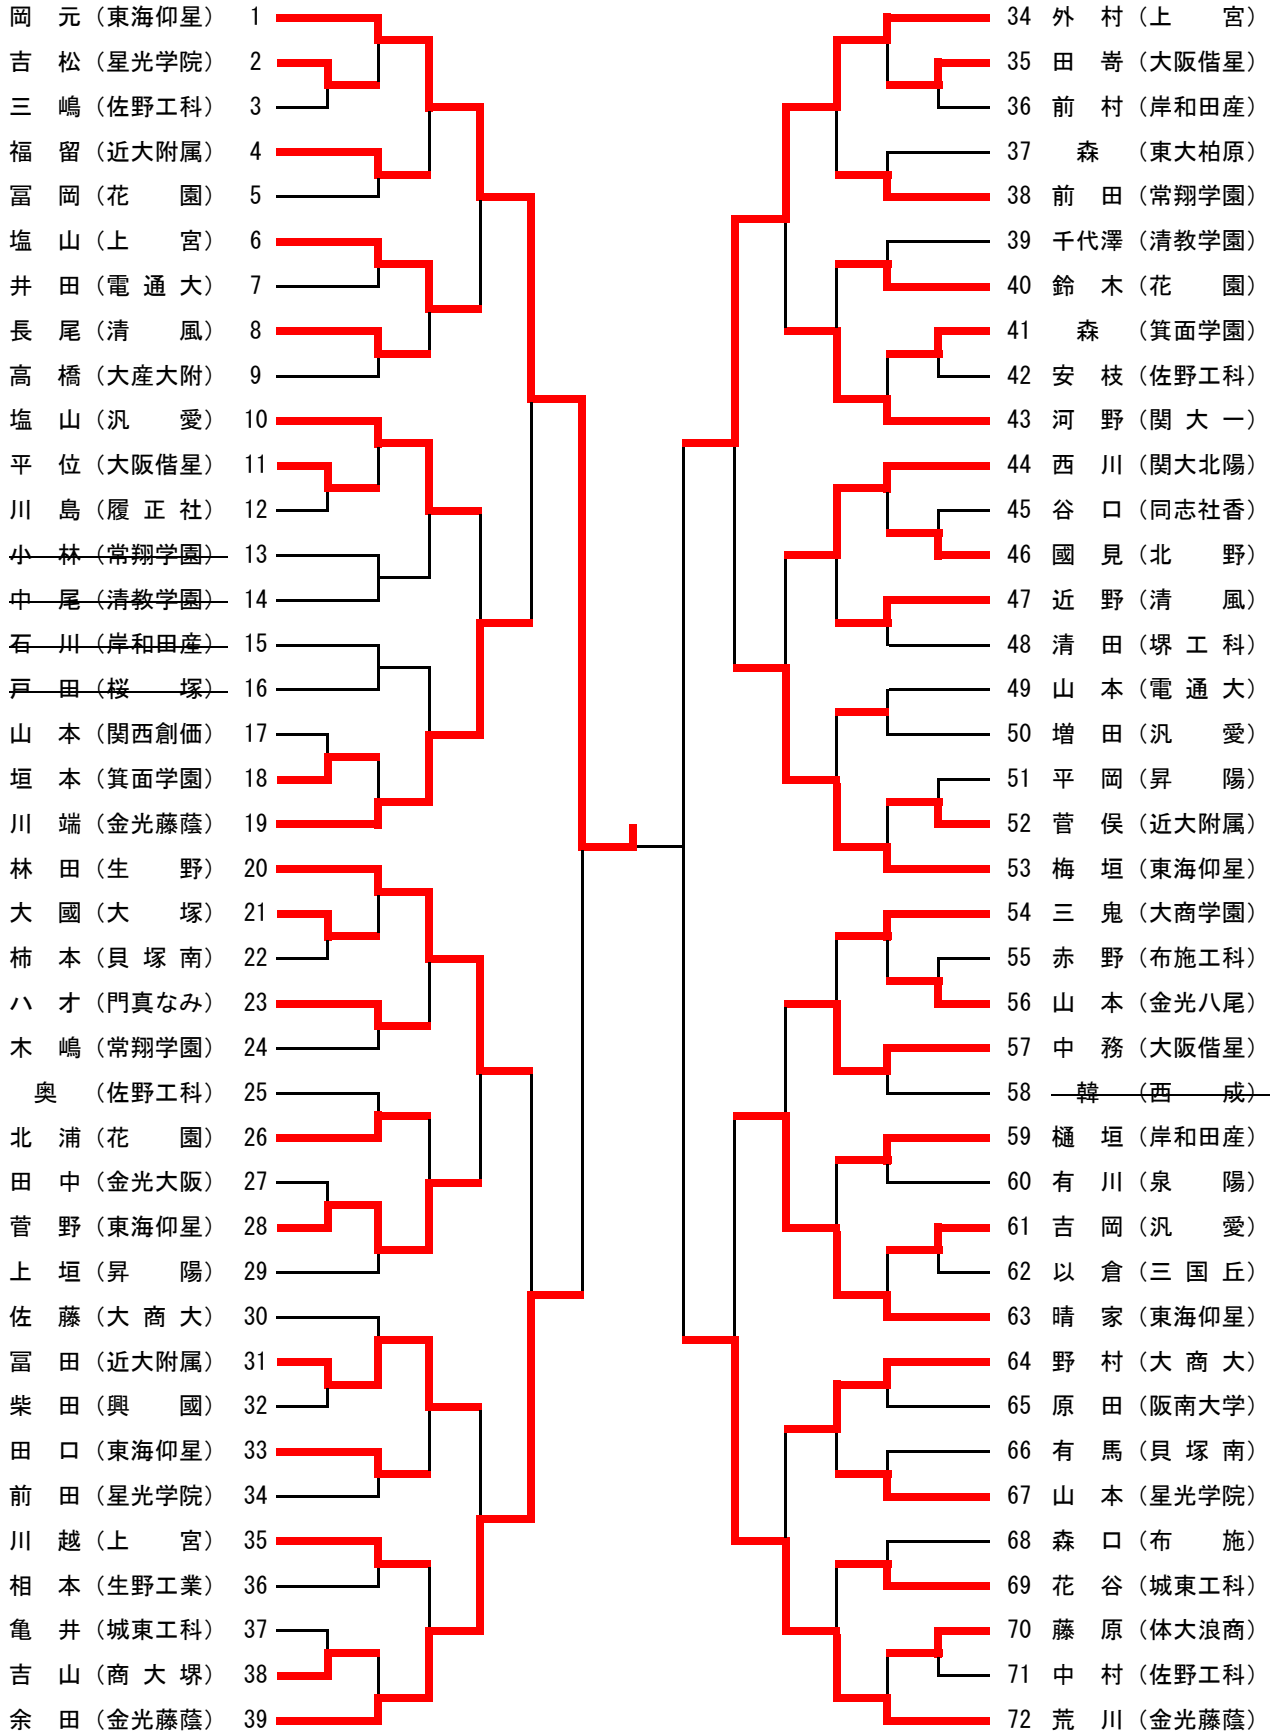 岡　元（東海仰星）　1
吉　松（星光学院）　2
三　嶋（佐野工科）　3
福　留（近大附属）　4
冨　岡（花　　園）　5
塩　山（上　　宮）　6
井　田（電 通 大）　7
長　尾（清　　風）　8
高　橋（大産大附）　9
塩　山（汎　　愛）　10
平　位（大阪偕星）　11
川　島（履 正 社）　12
小　林（常翔学園）　13
中　尾（清教学園）　14
石　川（岸和田産）　15
戸　田（桜　　塚）　16
山　本（関西創価）　17
垣　本（箕面学園）　18
川　端（金光藤蔭）　19
林　田（生　　野）　20
大　國（大　　塚）　21
柿　本（貝 塚 南）　22
ハ　オ（門真なみ）　23
木　嶋（常翔学園）　24
奥　（佐野工科）　25
北　浦（花　　園）　26
田　中（金光大阪）　27
菅　野（東海仰星）　28
上　垣（昇　　陽）　29
佐　藤（大 商 大）　30
冨　田（近大附属）　31
柴　田（興　　國）　32
田　口（東海仰星）　33
前　田（星光学院）　34
川　越（上　　宮）　35
相　本（生野工業）　36
亀　井（城東工科）　37
吉　山（商 大 堺）　38
余　田（金光藤蔭）　39
34　外　村（上　　宮）
35　田　嵜（大阪偕星）
36　前　村（岸和田産）
37　森　（東大柏原）
38　前　田（常翔学園）
39　千代澤（清教学園）
40　鈴　木（花　　園）
41　森　（箕面学園）
42　安　枝（佐野工科）
43　河　野（関 大 一）
44　西　川（関大北陽）
45　谷　口（同志社香）
46　國　見（北　　野）
47　近　野（清　　風）
48　清　田（堺 工 科）
49　山　本（電 通 大）
50　増　田（汎　　愛）
51　平　岡（昇　　陽）
52　菅　俣（近大附属）
53　梅　垣（東海仰星）
54　三　鬼（大商学園）
55　赤　野（布施工科）
56　山　本（金光八尾）
57　中　務（大阪偕星）
58　韓　（西　　成）
59　樋　垣（岸和田産）
60　有　川（泉　　陽）
61　吉　岡（汎　　愛）
62　以　倉（三 国 丘）
63　晴　家（東海仰星）
64　野　村（大 商 大）
65　原　田（阪南大学）
66　有　馬（貝 塚 南）
67　山　本（星光学院）
68　森　口（布　　施）
69　花　谷（城東工科）
70　藤　原（体大浪商）
71　中　村（佐野工科）
72　荒　川（金光藤蔭）